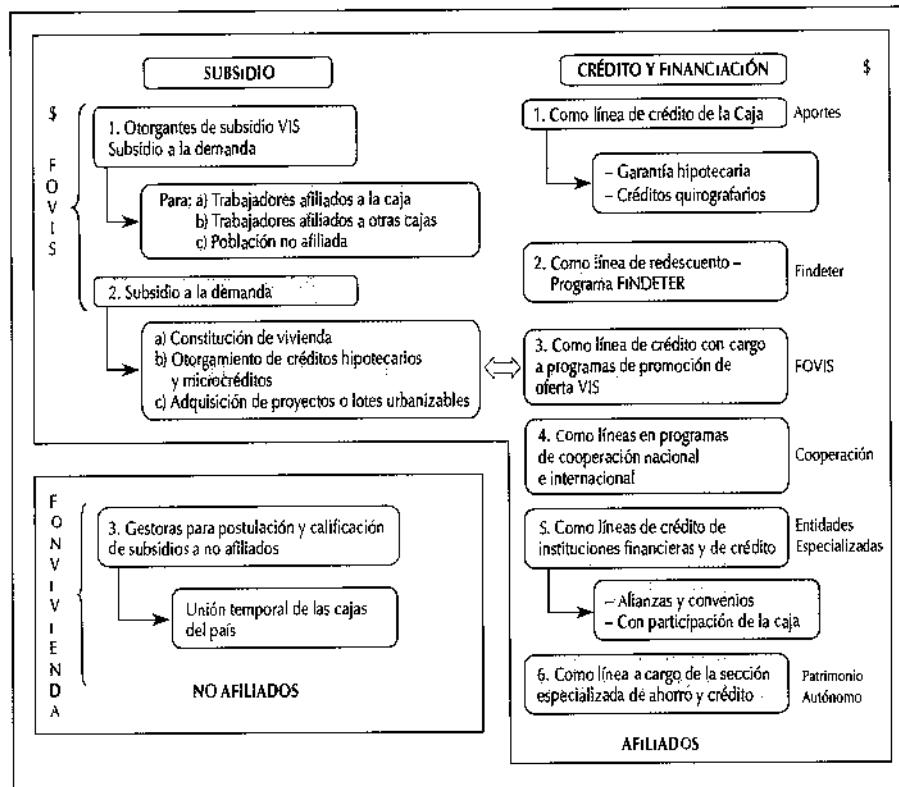 SUBSIDIO
$
FOVIS
1. Otorgantes de subsidio VIS
Subsidio a la demanda
Para: a) Trabajadores afiliados a la caja
b) Trabajadores afiliados a otras cajas
c) Población no afiliada
2. Subsidio a la demanda
a) Constitución de vivienda
b) Otorgamiento de créditos hipotecarios
y microcréditos
c) Adquisición de proyectos o lotes urbanizables
FONVIVIENDA
3. Gestoras para postulación y calificación
de subsidios a no afiliados
Unión temporal de las cajas
del país
NO AFILIADOS
CRÉDITO Y FINANCIACIÓN
$
1. Como línea de crédito de la Caja
Aportes
– Garantía hipotecaria
– Créditos quirografarios
2. Como línea de redescuento –
Programa FINDETER
Findeter
3. Como línea de crédito con cargo
a programas de promoción de
oferta VIS
FOVIS
4. Como líneas en programas
de cooperación nacional
e internacional
Cooperación
5. Como líneas de crédito de
instituciones financieras y de crédito
Entidades
Especializadas
– Alianzas y convenios
– Con participación de la caja
6. Como línea a cargo de la sección
especializada de ahorro y crédito
Patrimonio
Autónomo
AFILIADOS